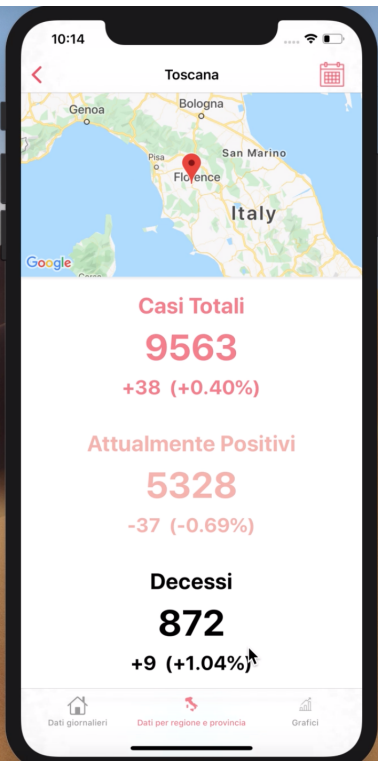 10:14
Toscana
Genoa
Bologna
Pisa
San Marino
Florence
Italy
Google
Casi Totali
9563
+38 (+0.40%)
Attualmente Positivi
5328
-37 (-0.69%)
Decessi
872
+9 (+1.04%)
Dati giornalieri
Dati per regione e provincia
Grafici